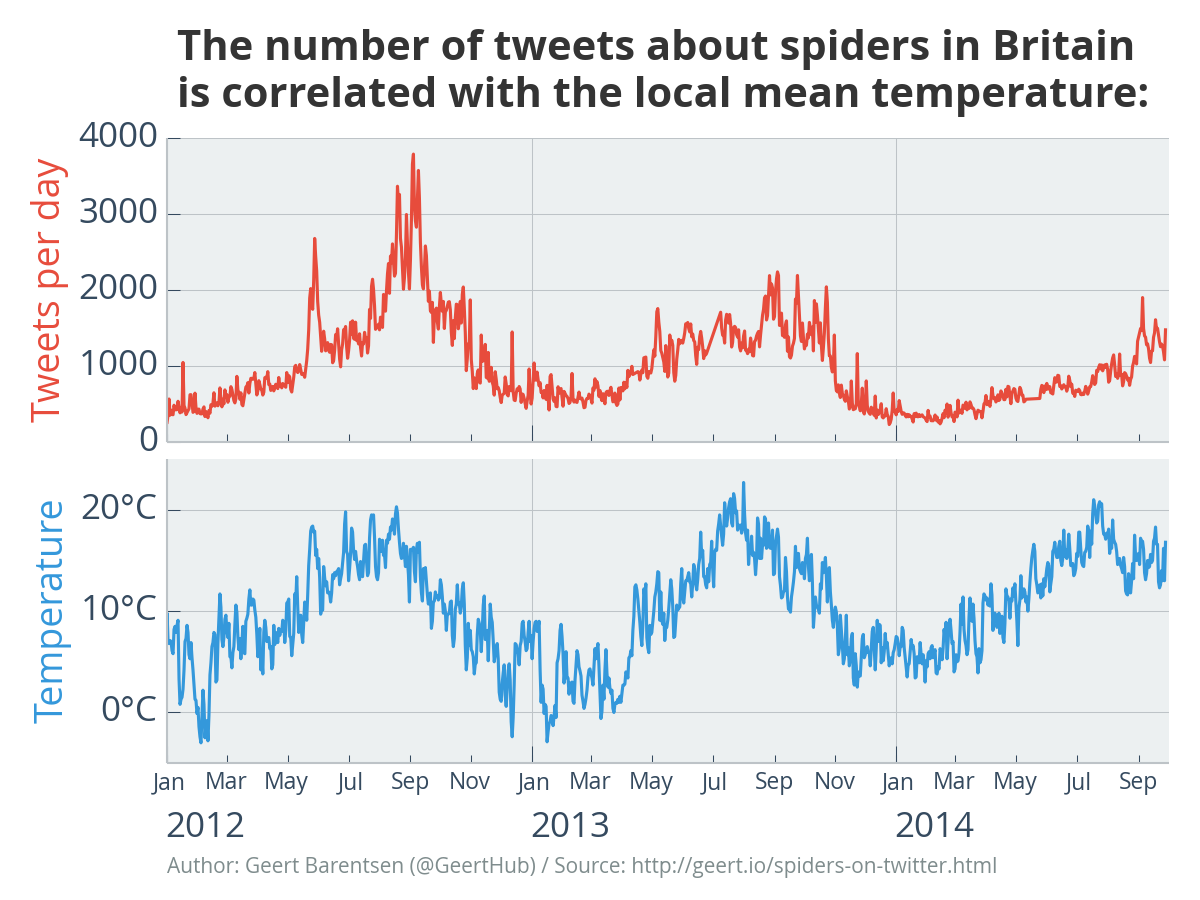 The number of tweets about spiders in Britain
is correlated with the local mean temperature:
Tweets per day
4000
3000
2000
1000
0
Temperature
20°C
10°C
0°C
Jan Mar May Jul Sep Nov Jan Mar May Jul Sep Nov Jan Mar May Jul Sep
2012 2013 2014
Author: Geert Barentsen (@GeertHub) / Source: http://geert.io/spiders-on-twitter.html